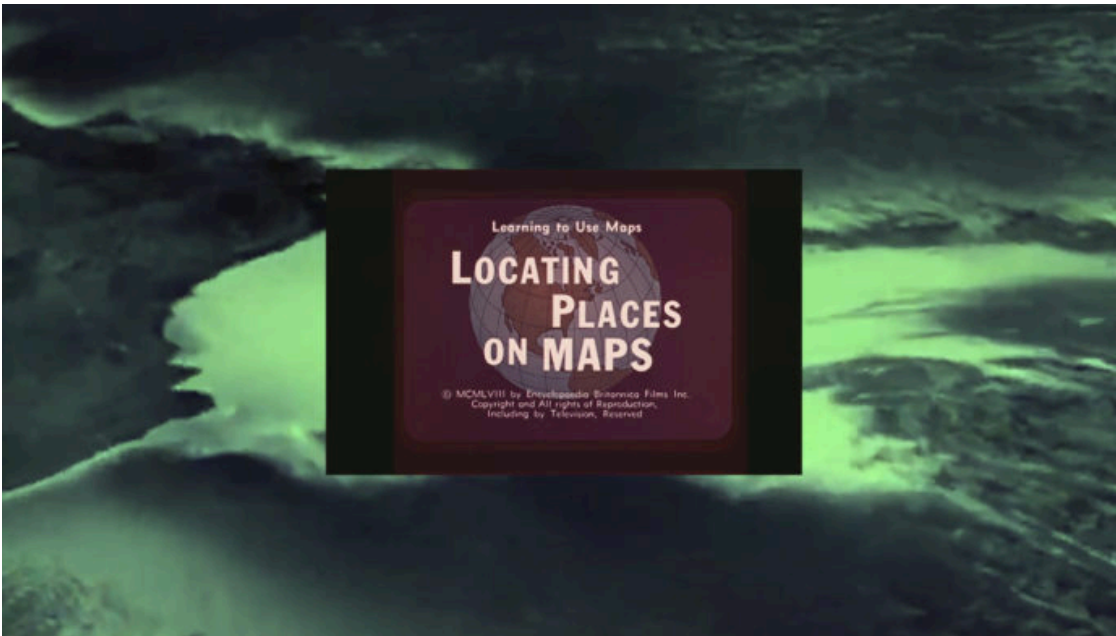 Learning to Use Maps
LOCATING
PLACES
ON MAPS
© MCMLVIII by Encyclopaedia Britannica Films Inc.
Copyright and All rights of Reproduction,
Including by Television, Reserved